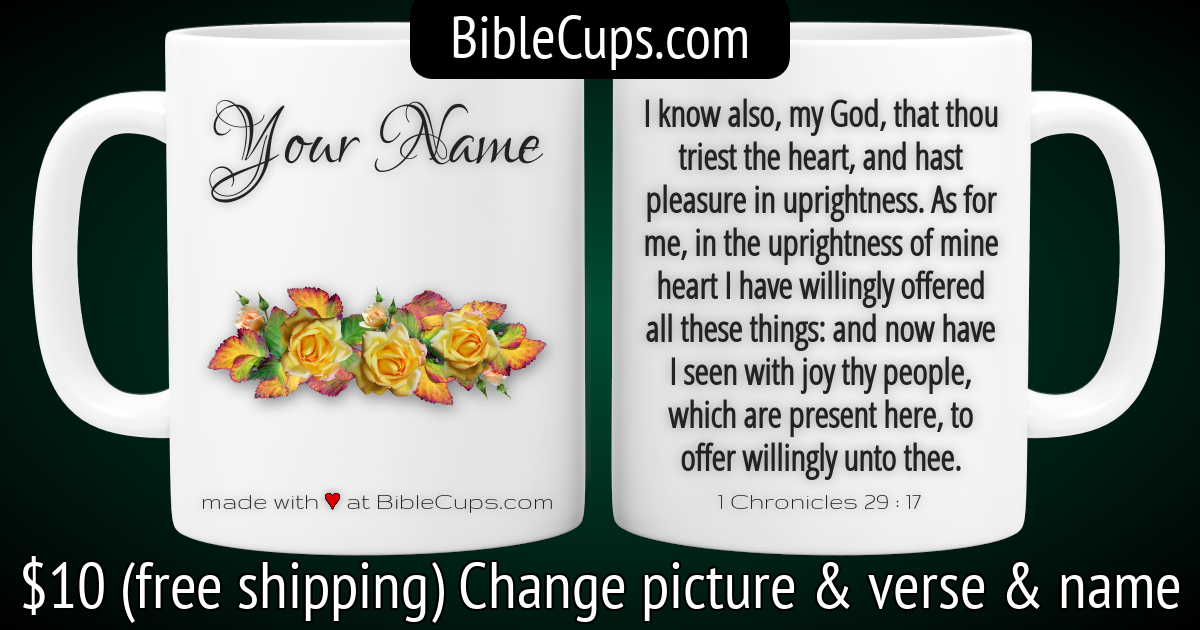 BibleCups.com
Your Name
made with ♥ at BibleCups.com
I know also, my God, that thou
triest the heart, and hast
pleasure in uprightness. As for
me, in the uprightness of mine
heart I have willingly offered
all these things: and now have
I seen with joy thy people,
which are present here, to
offer willingly unto thee.
1 Chronicles 29 : 17
$10 (free shipping) Change picture & verse & name